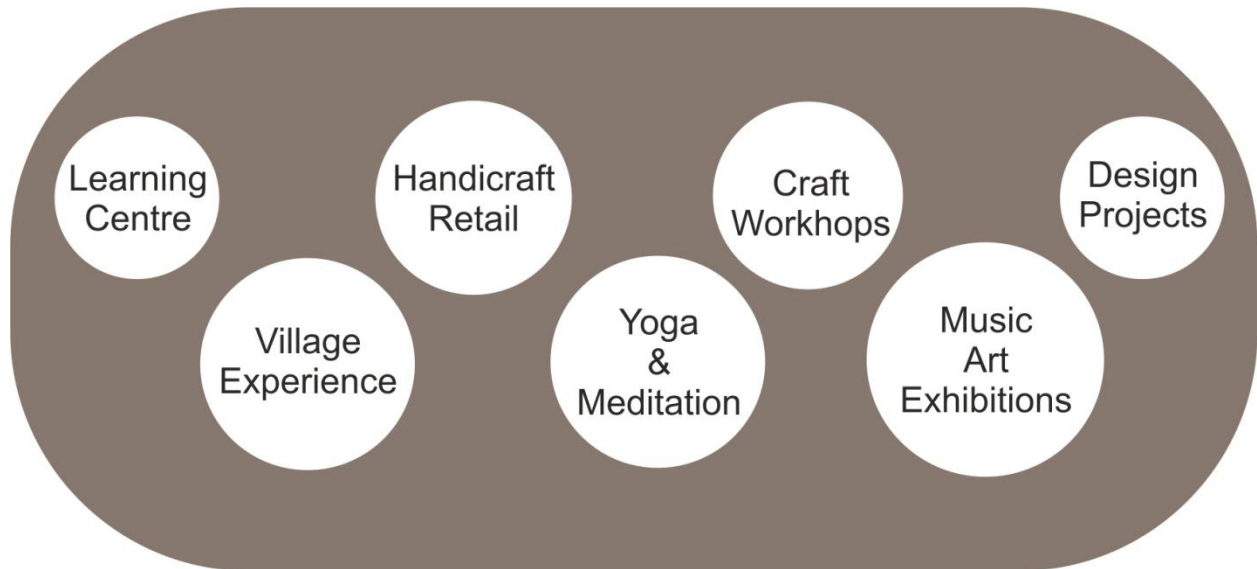 Learning
Centre
Handicraft
Retail
Craft
Workhops
Design
Projects
Village
Experience
Yoga
&
Meditation
Music
Art
Exhibitions